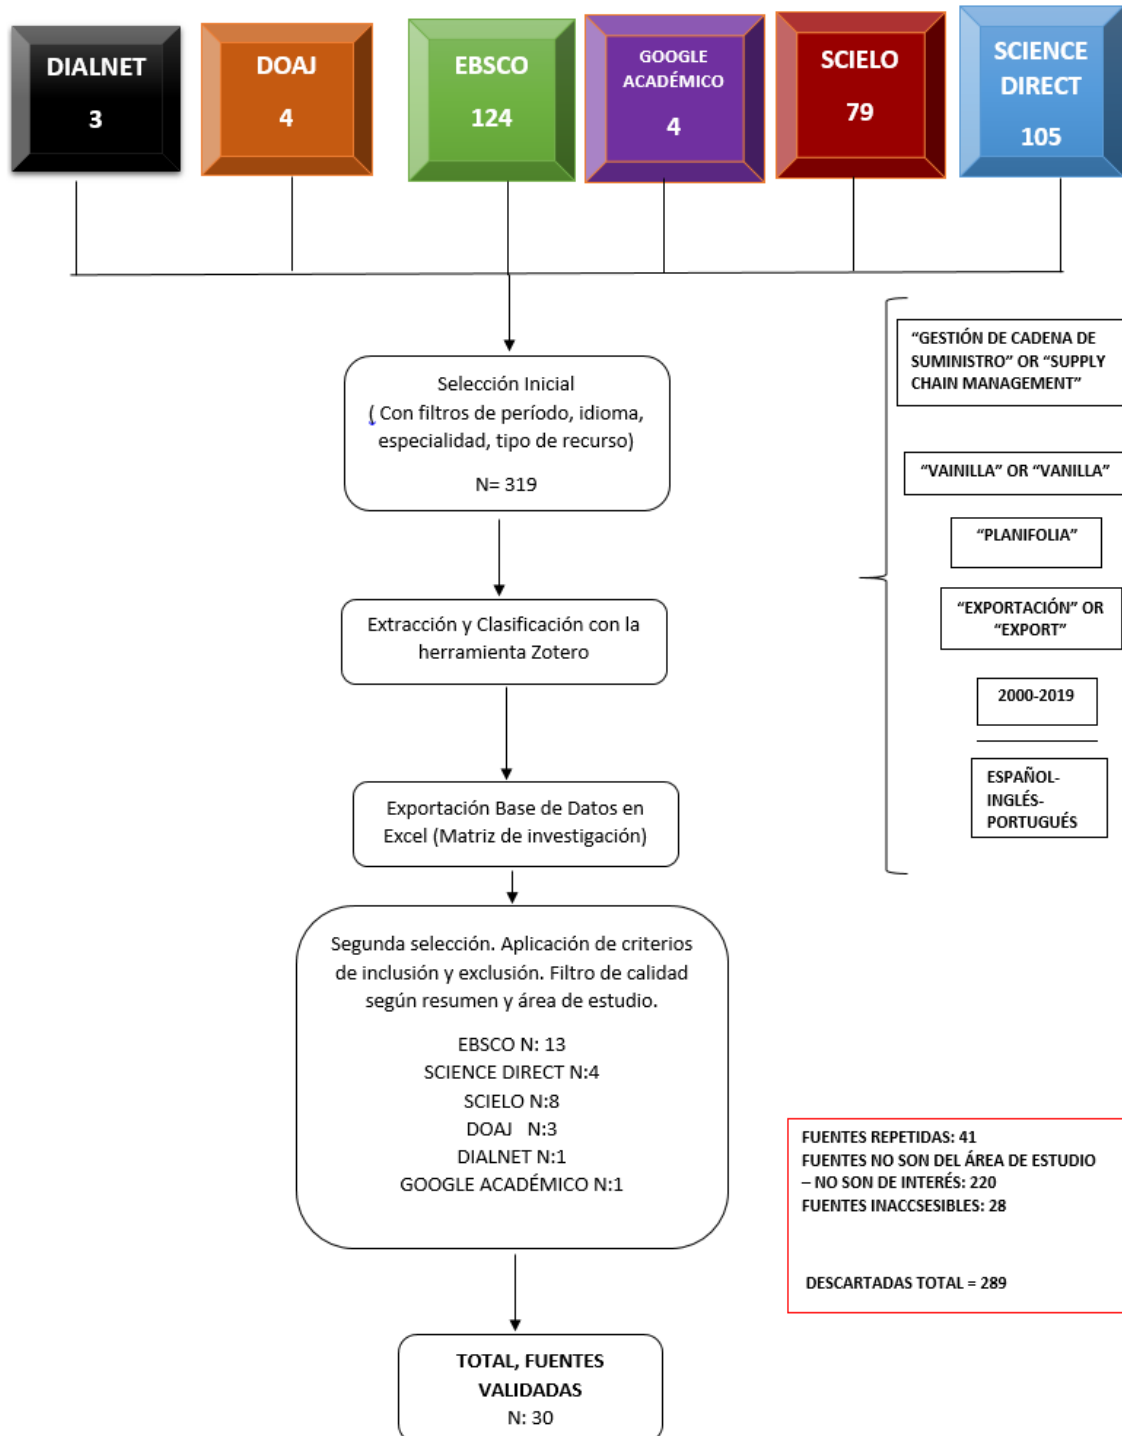 DIALNET
3
DOAJ
4
EBSCO
124
GOOGLE
ACADÉMICO
4
SCIELO
79
SCIENCE
DIRECT
105
Selección Inicial
( Con filtros de período, idioma,
especialidad, tipo de recurso)
N= 319
Extracción y Clasificación con la
herramienta Zotero
Exportación Base de Datos en
Excel (Matriz de investigación)
Segunda selección. Aplicación de criterios
de inclusión y exclusión. Filtro de calidad
según resumen y área de estudio.
EBSCO N: 13
SCIENCE DIRECT N:4
SCIELO N:8
DOAJ N:3
DIALNET N:1
GOOGLE ACADÉMICO N:1
TOTAL, FUENTES
VALIDADAS
N: 30
“GESTIÓN DE CADENA DE
SUMINISTRO” OR “SUPPLY
CHAIN MANAGEMENT”
“VAINILLA” OR “VANILLA”
“PLANIFOLIA”
“EXPORTACIÓN” OR
“EXPORT”
2000-2019
ESPAÑOL-
INGLÉS-
PORTUGUÉS
FUENTES REPETIDAS: 41
FUENTES NO SON DEL ÁREA DE ESTUDIO
– NO SON DE INTERÉS: 220
FUENTES INACCSESIBLES: 28
DESCARTADAS TOTAL = 289